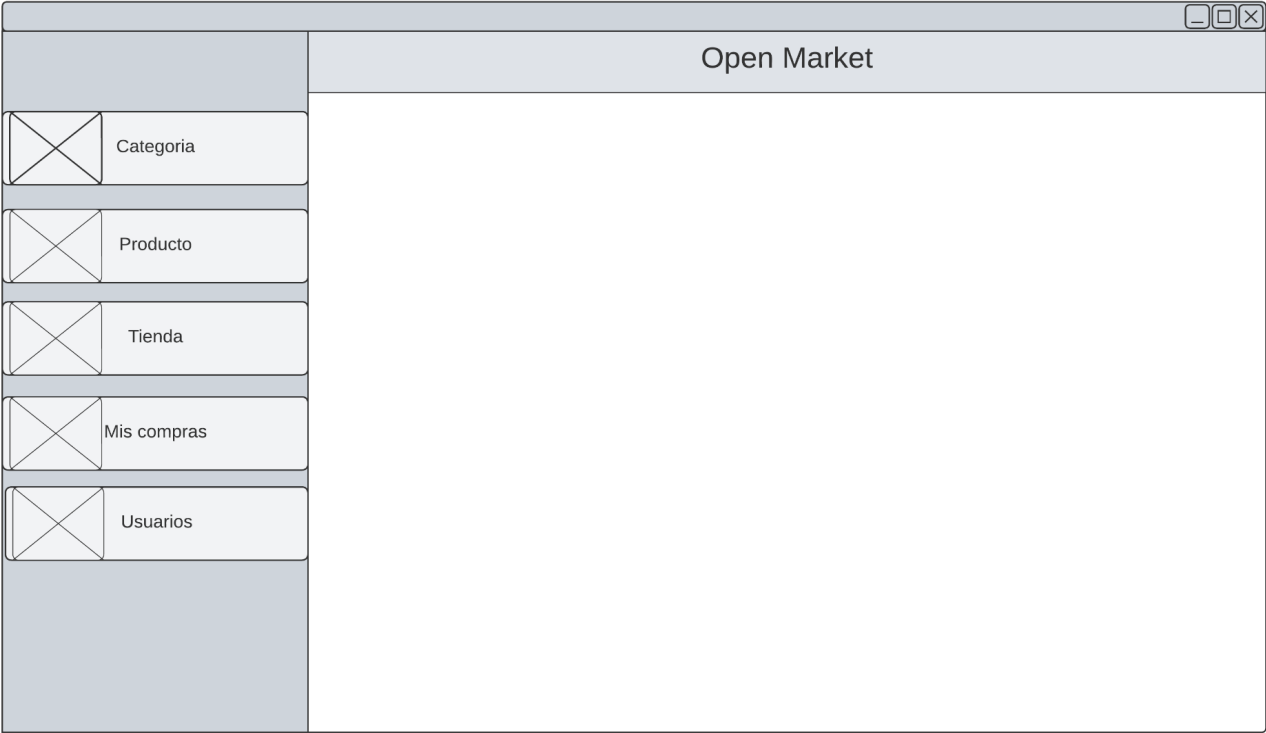 Open Market
Categoria
Producto
Tienda
Mis compras
Usuarios